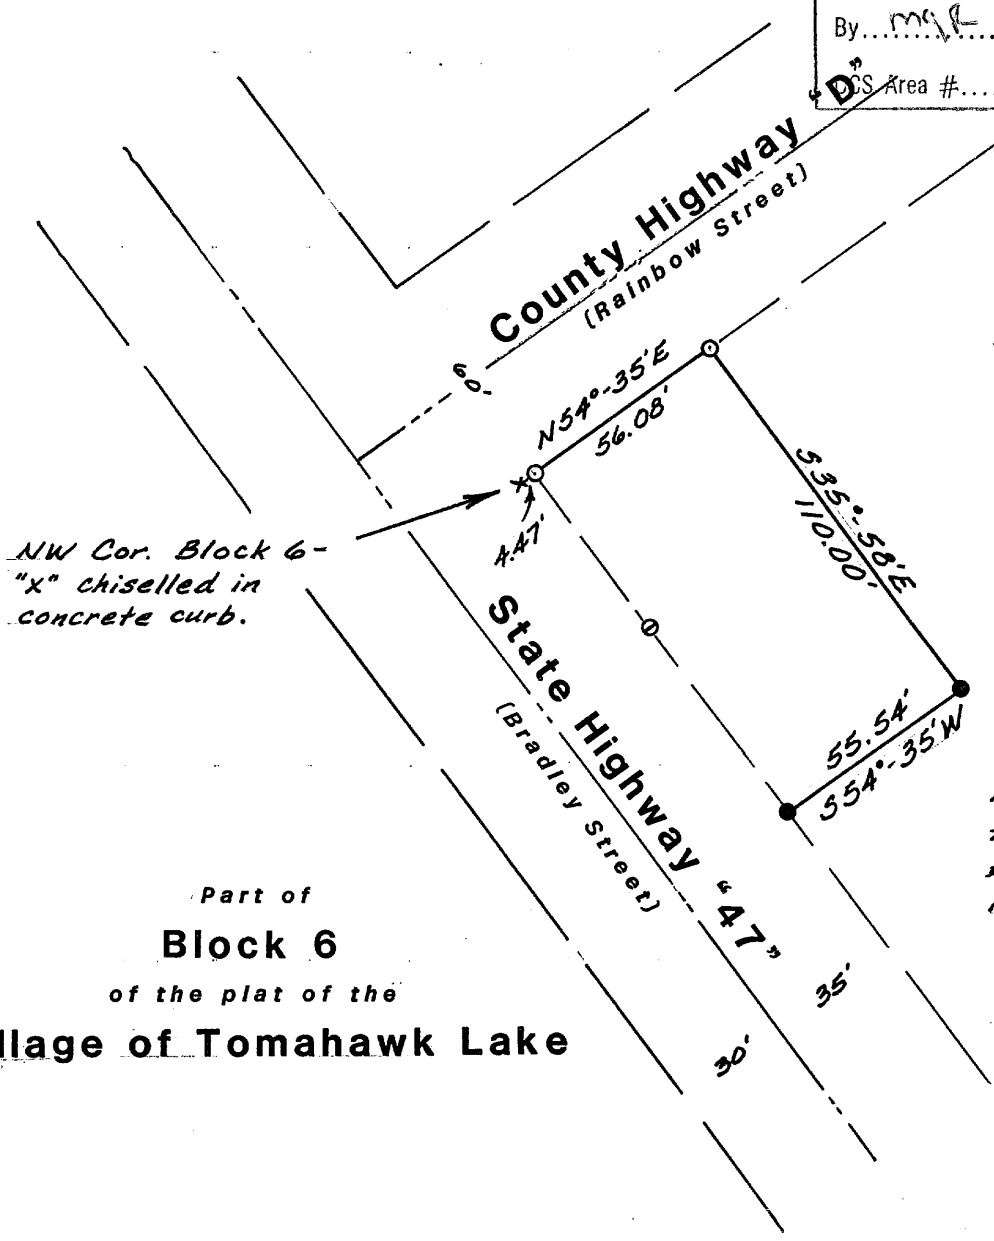 By....MJR....
Area #....
County Highway "D"
(Rainbow Street)
60'
N54°-35'E
56.08'
S35°-58'E
110.00'
4.47'
NW Cor. Block 6-
"X" chiselled in
concrete curb.
State Highway "47"
(Bradley Street)
55.54'
S54°-35'W
Part of
Block 6
of the plat of the
llage of Tomahawk Lake
35'
30'